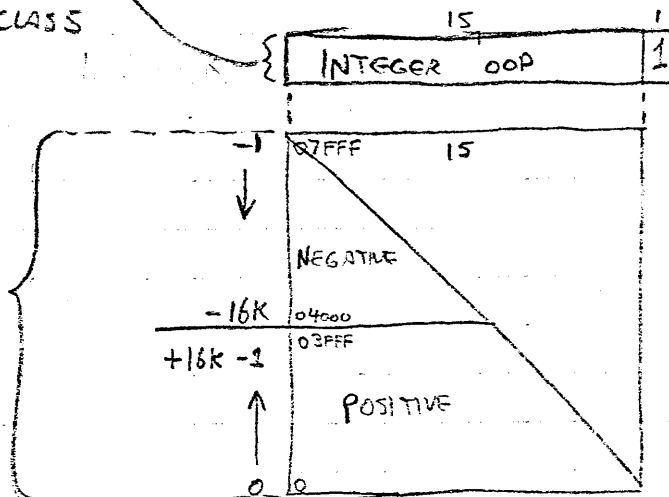 CLASS
15 1
INTEGER OOP 1
-1 07FFF 15
NEGATIVE
-16K 04000
+16K -1 03FFF
POSITIVE
0 0